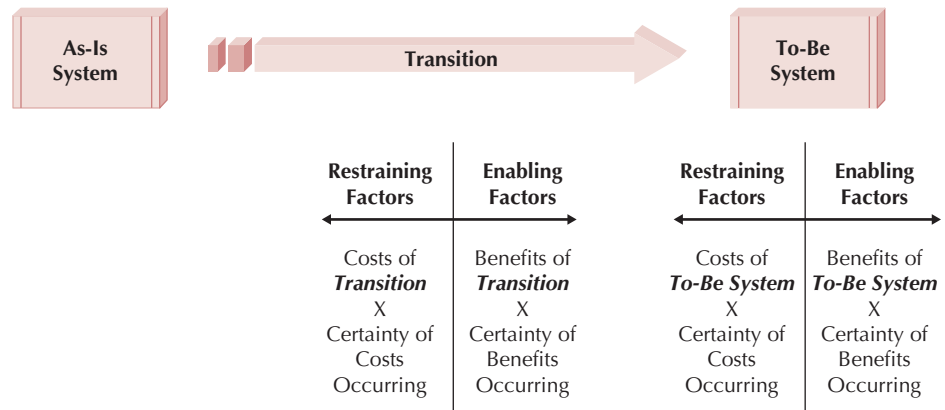 As-Is
System
Transition
To-Be
System
Restraining
Factors
Enabling
Factors
Costs of
Transition
X
Certainty of
Costs
Occurring
Benefits of
Transition
X
Certainty of
Benefits
Occurring
Restraining
Factors
Enabling
Factors
Costs of
To-Be System
X
Certainty of
Costs
Occurring
Benefits of
To-Be System
X
Certainty of
Benefits
Occurring